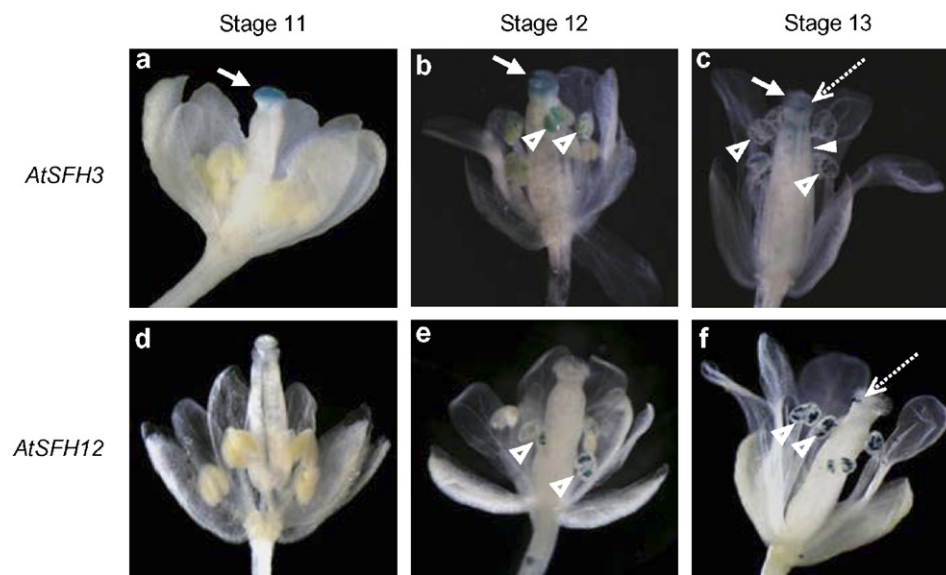 Stage 11 Stage 12 Stage 13
a b c
AtSFH3
d e f
AtSFH12